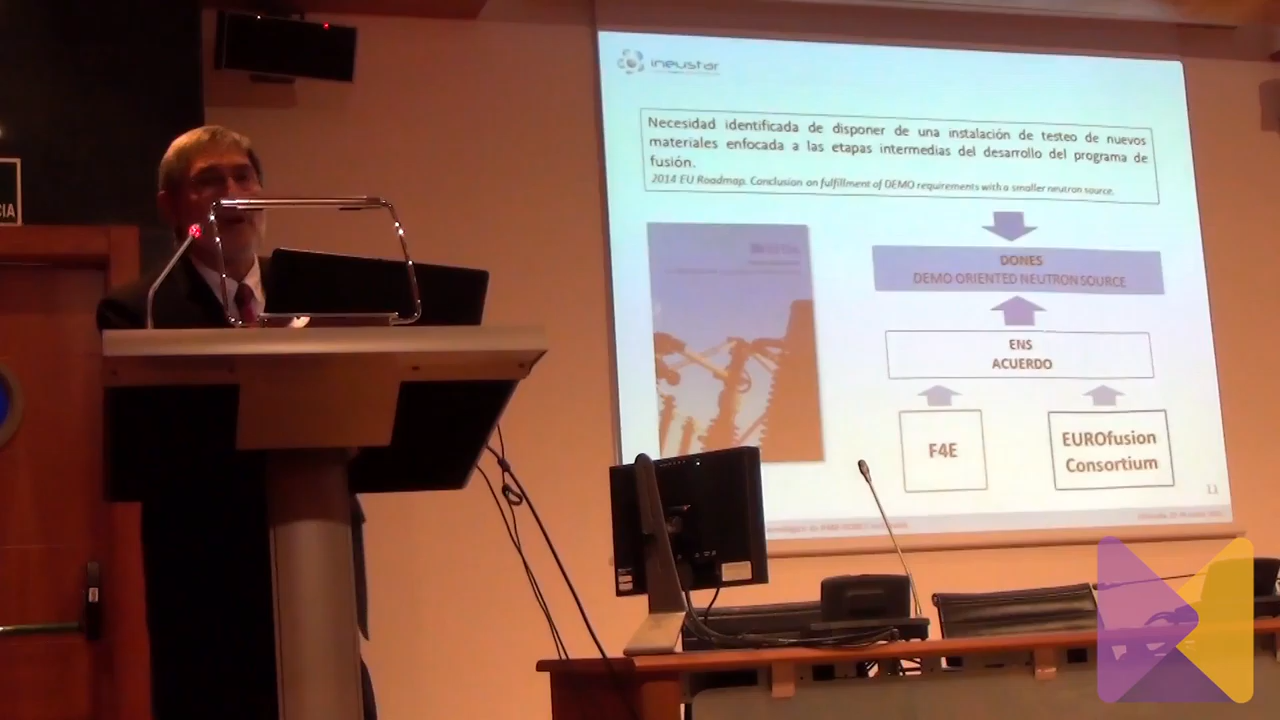 ineustar
Necesidad identificada de disponer de una instalación de testeo de nuevos
materiales enfocada a las etapas intermedias del desarrollo del programa de
fusión.
2014 EU Roadmap. Conclusion on fulfillment of DEMO requirements with a smaller neutron source.
DONES
DEMO ORIENTED NEUTRON SOURCE
ENS
ACUERDO
F4E
EUROfusion
Consortium
11
CIA